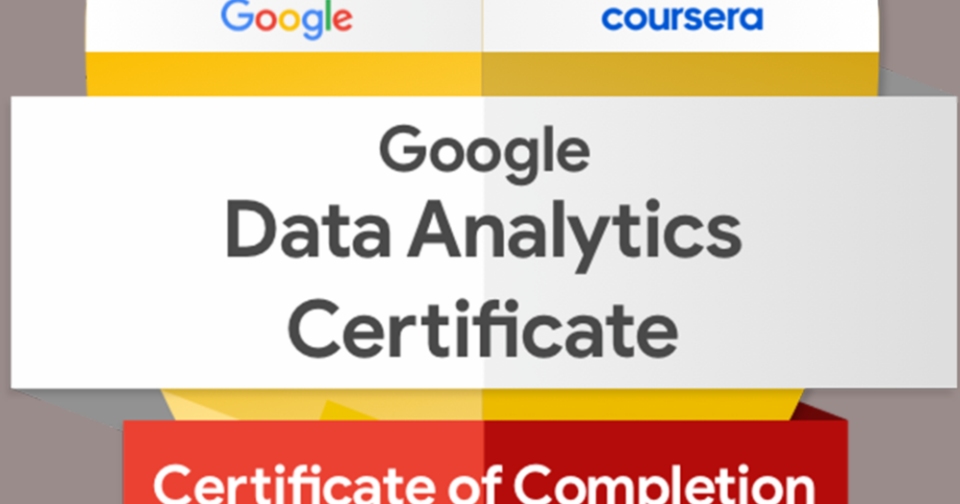 Google coursera
Google
Data Analytics
Certificate
Certificate of Completion